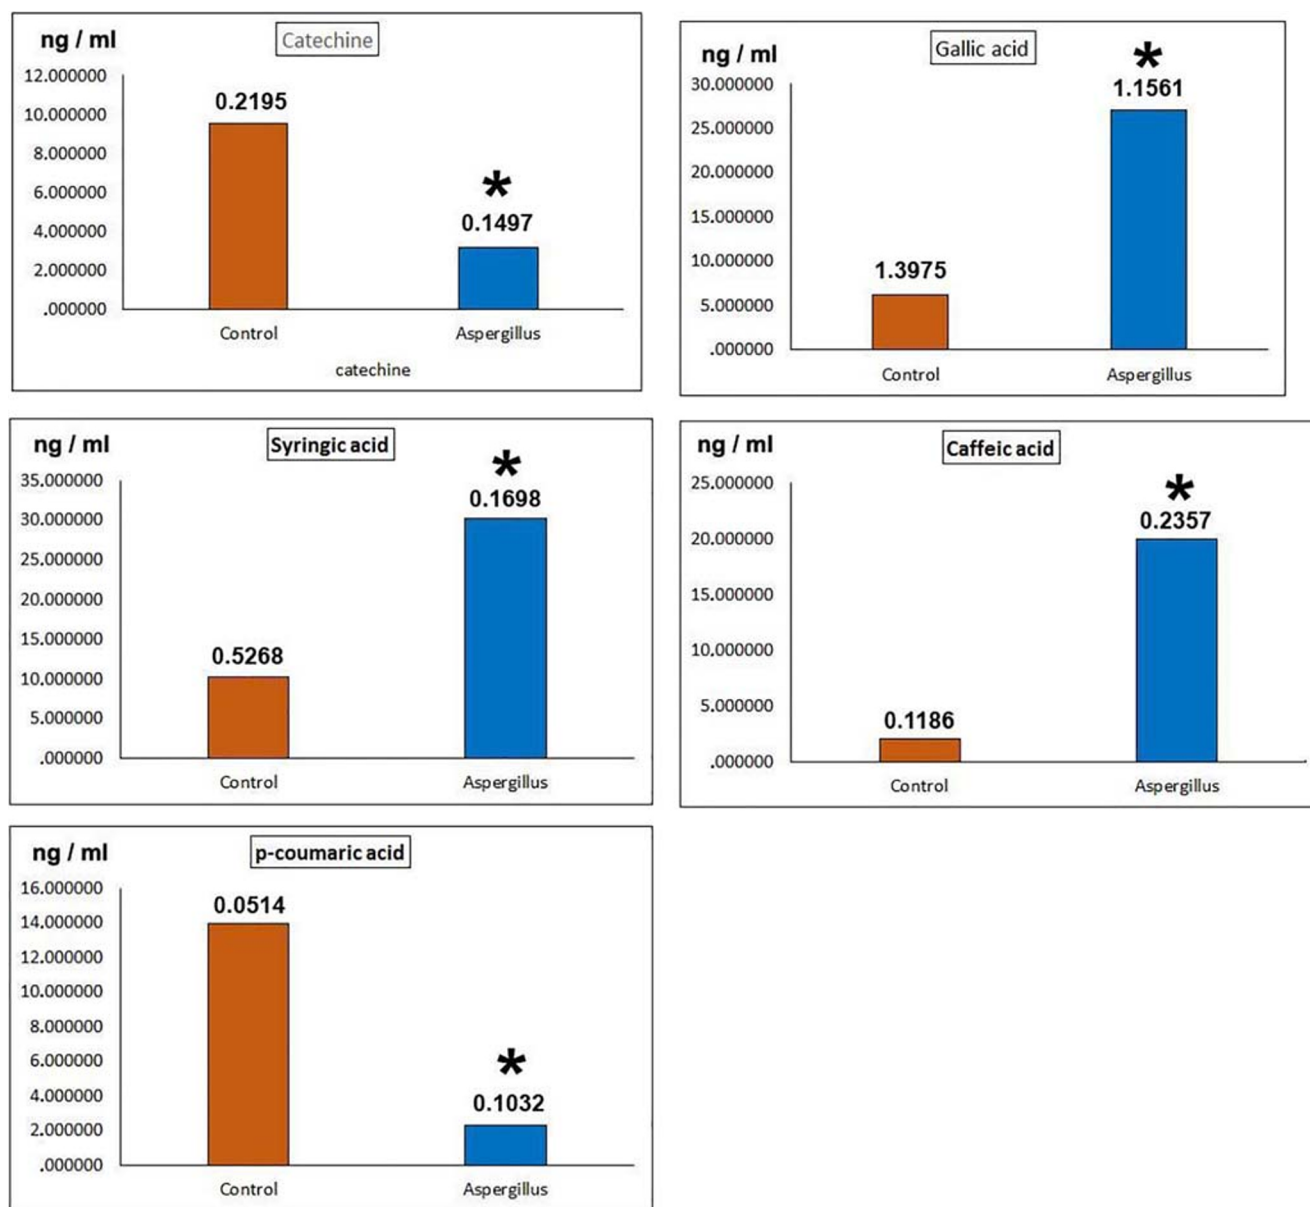 ng / ml
Catechine
12.000000
10.000000
8.000000
6.000000
4.000000
2.000000
.000000
0.2195
*
0.1497
Control
Aspergillus
catechine
ng / ml
Gallic acid
30.000000
25.000000
20.000000
15.000000
10.000000
5.000000
.000000
1.3975
*
1.1561
Control
Aspergillus
ng / ml
Syringic acid
35.000000
30.000000
25.000000
20.000000
15.000000
10.000000
5.000000
.000000
0.5268
*
0.1698
Control
Aspergillus
ng / ml
Caffeic acid
25.000000
20.000000
15.000000
10.000000
5.000000
.000000
0.1186
*
0.2357
Control
Aspergillus
ng / ml
p-coumaric acid
16.000000
14.000000
12.000000
10.000000
8.000000
6.000000
4.000000
2.000000
.000000
0.0514
*
0.1032
Control
Aspergillus